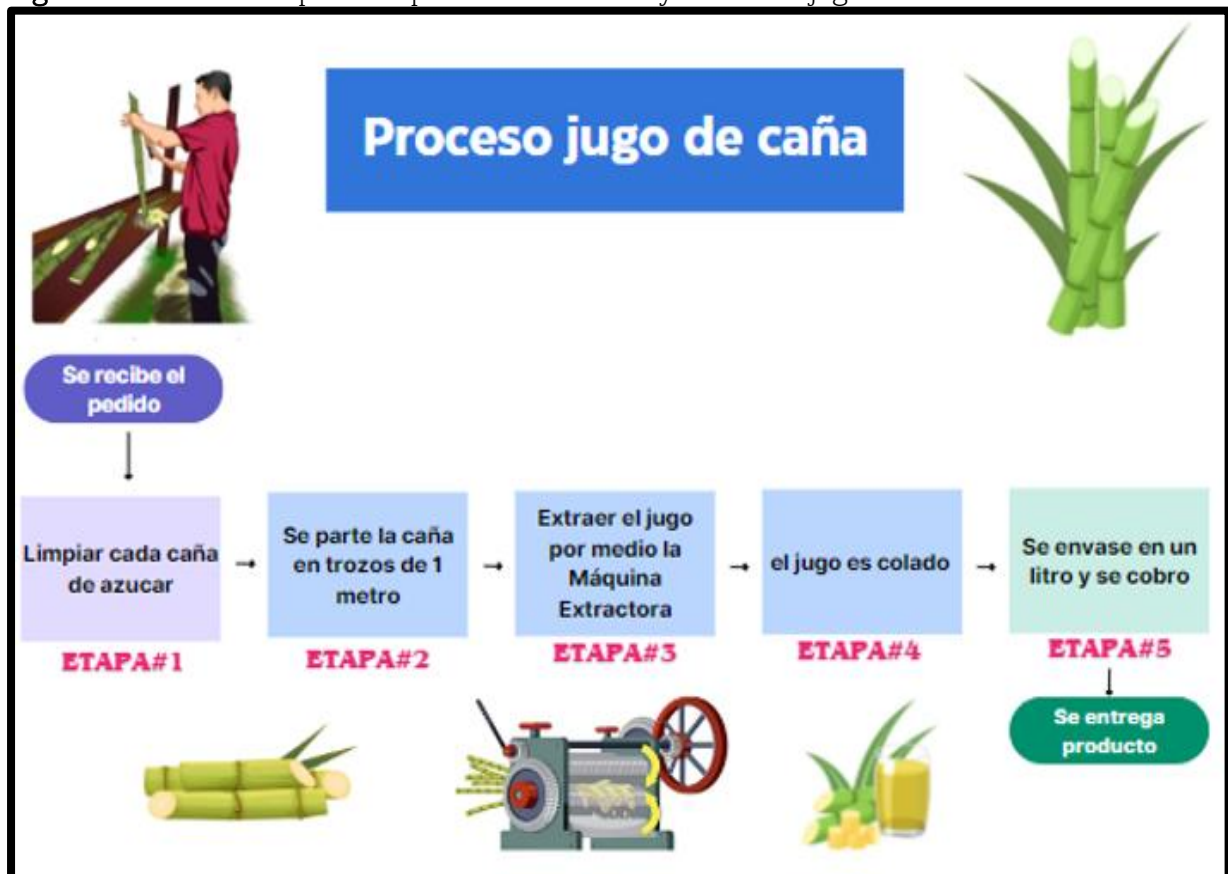 Proceso jugo de caña
Se recibe el
pedido
Limpiar cada caña
de azucar
Se parte la caña
en trozos de 1
metro
Extraer el jugo
por medio la
Máquina
Extractora
el jugo es colado
Se envase en un
litro y se cobro
ETAPA#1
ETAPA#2
ETAPA#3
ETAPA#4
ETAPA#5
Se entrega
producto